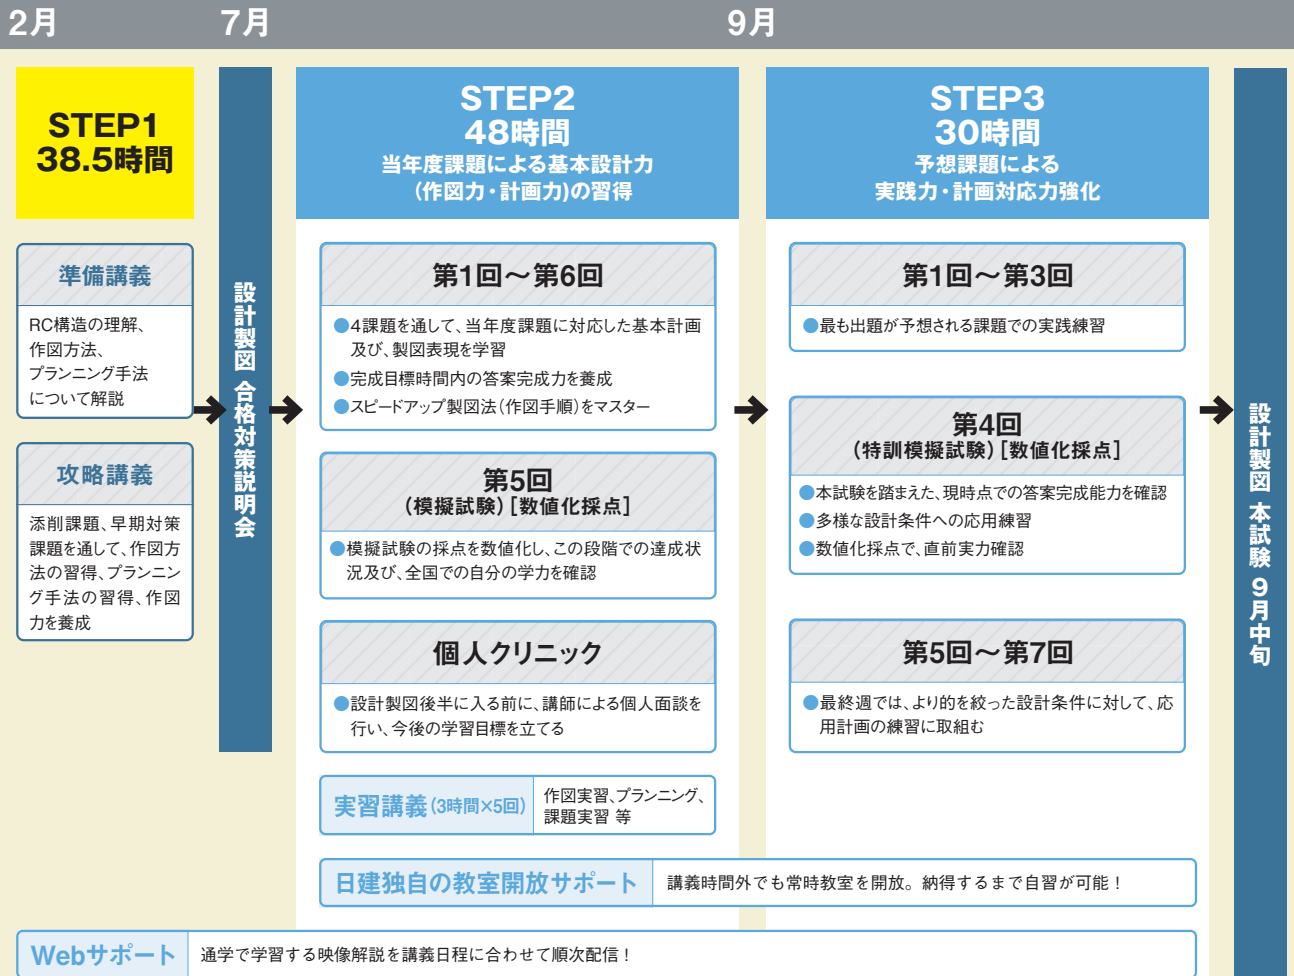 2月
7月
9月
STEP1
38.5時間
準備講義
RC構造の理解、
作図方法、
プランニング手法
について解説
攻略講義
添削課題、早期対策
課題を通して、作図方
法の習得、プランニン
グ手法の習得、作図
力を養成
設計製図 合格対策説明会
STEP2
48時間
当年度課題による基本設計力
(作図力・計画力)の習得
第1回～第6回
●4課題を通して、当年度課題に対応した基本計画
及び、製図表現を学習
●完成目標時間内の答案完成力を養成
●スピードアップ製図法(作図手順)をマスター
第5回
(模擬試験)[数値化採点]
●模擬試験の採点を数値化し、この段階での達成状
況及び、全国での自分の学力を確認
個人クリニック
●設計製図後半に入る前に、講師による個人面談を
行い、今後の学習目標を立てる
実習講義(3時間×5回)
作図実習、プランニング、
課題実習 等
STEP3
30時間
予想課題による
実践力・計画対応力強化
第1回～第3回
●最も出題が予想される課題での実践練習
第4回
(特訓模擬試験)[数値化採点]
●本試験を踏まえた、現時点での答案完成能力を確認
●多様な設計条件への応用練習
●数値化採点で、直前実力確認
第5回～第7回
●最終週では、より的を絞った設計条件に対して、応
用計画の練習に取組む
設計製図 本試験 9月中旬
日建独自の教室開放サポート
講義時間外でも常時教室を開放。納得するまで自習が可能！
Webサポート
通学で学習する映像解説を講義日程に合わせて順次配信！